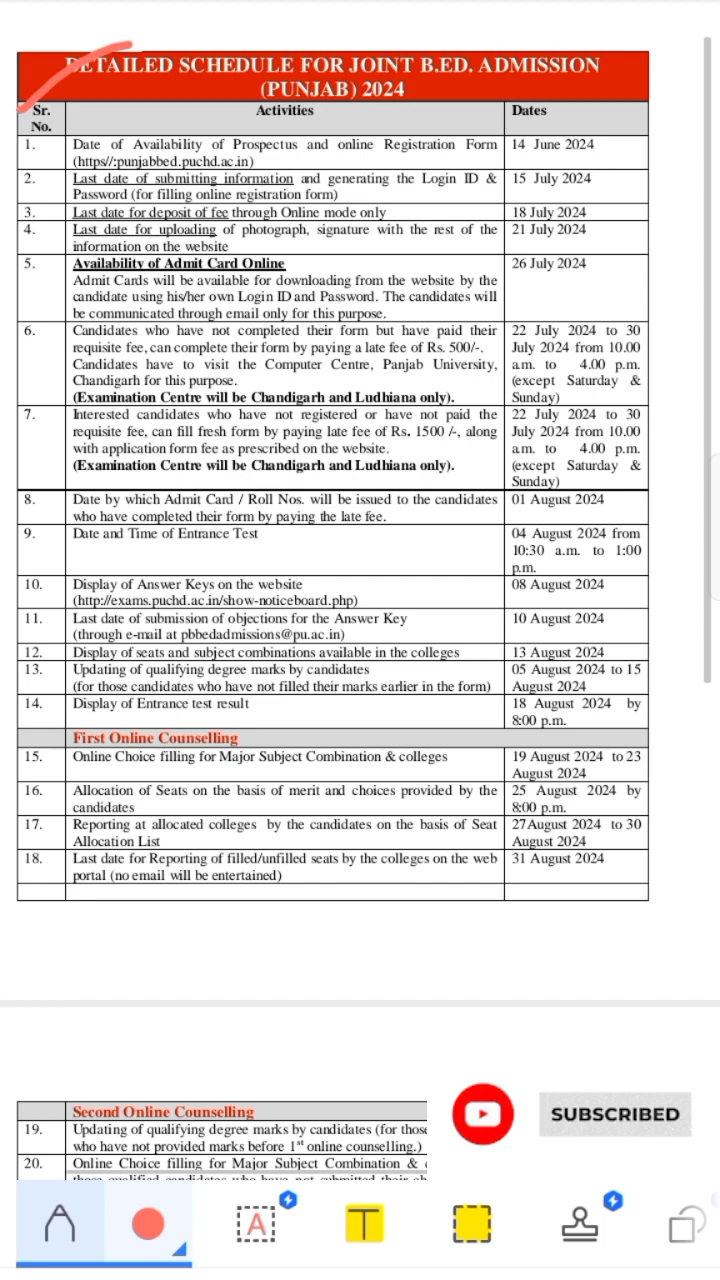 DETAILED SCHEDULE FOR JOINT B.ED. ADMISSION
(PUNJAB) 2024
Sr. No. Activities Dates
1. Date of Availability of Prospectus and online Registration Form 14 June 2024
(https//:punjabbed.puchd.ac.in)
2. Last date of submitting information and generating the Login ID & 15 July 2024
Password (for filling online registration form)
3. Last date for deposit of fee through Online mode only 18 July 2024
4. Last date for uploading of photograph, signature with the rest of the 21 July 2024
information on the website
5. Availability of Admit Card Online 26 July 2024
Admit Cards will be available for downloading from the website by the
candidate using his/her own Login ID and Password. The candidates will
be communicated through email only for this purpose.
6. Candidates who have not completed their form but have paid their 22 July 2024 to 30
requisite fee, can complete their form by paying a late fee of Rs. 500/-. July 2024 from 10.00
Candidates have to visit the Computer Centre, Panjab University, a.m. to 4.00 p.m.
Chandigarh for this purpose. (except Saturday &
(Examination Centre will be Chandigarh and Ludhiana only). Sunday)
7. Interested candidates who have not registered or have not paid the 22 July 2024 to 30
requisite fee, can fill fresh form by paying late fee of Rs. 1500 /-, along July 2024 from 10.00
with application form fee as prescribed on the website. a.m. to 4.00 p.m.
(Examination Centre will be Chandigarh and Ludhiana only). (except Saturday &
Sunday)
8. Date by which Admit Card / Roll Nos. will be issued to the candidates 01 August 2024
who have completed their form by paying the late fee.
9. Date and Time of Entrance Test 04 August 2024 from
10:30 a.m. to 1:00
p.m.
10. Display of Answer Keys on the website 08 August 2024
(http://exams.puchd.ac.in/show-noticeboard.php)
11. Last date of submission of objections for the Answer Key 10 August 2024
(through e-mail at pbbedadmissions@pu.ac.in)
12. Display of seats and subject combinations available in the colleges 13 August 2024
13. Updating of qualifying degree marks by candidates 05 August 2024 to 15
(for those candidates who have not filled their marks earlier in the form) August 2024
14. Display of Entrance test result 18 August 2024 by
8:00 p.m.
First Online Counselling
15. Online Choice filling for Major Subject Combination & colleges 19 August 2024 to 23
August 2024
16. Allocation of Seats on the basis of merit and choices provided by the 25 August 2024 by
candidates 8:00 p.m.
17. Reporting at allocated colleges by the candidates on the basis of Seat 27August 2024 to 30
Allocation List August 2024
18. Last date for Reporting of filled/unfilled seats by the colleges on the web 31 August 2024
portal (no email will be entertained)
Second Online Counselling
SUBSCRIBED
19. Updating of qualifying degree marks by candidates (for those
who have not provided marks before 1st online counselling.)
20. Online Choice filling for Major Subject Combination &
A T